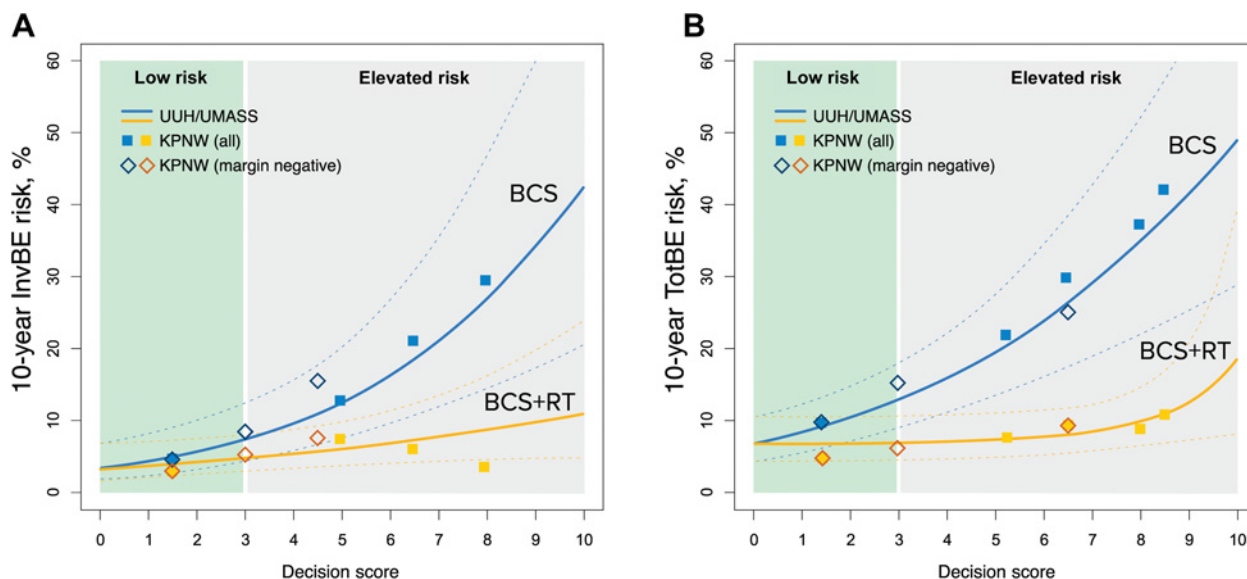 A
10-year InvBE risk, %
60
50
40
30
20
10
0
Low risk
Elevated risk
UUH/UMASS
KPNW (all)
KPNW (margin negative)
BCS
BCS+RT
0 1 2 3 4 5 6 7 8 9 10
Decision score
B
10-year TotBE risk, %
60
50
40
30
20
10
0
Low risk
Elevated risk
UUH/UMASS
KPNW (all)
KPNW (margin negative)
BCS
BCS+RT
0 1 2 3 4 5 6 7 8 9 10
Decision score